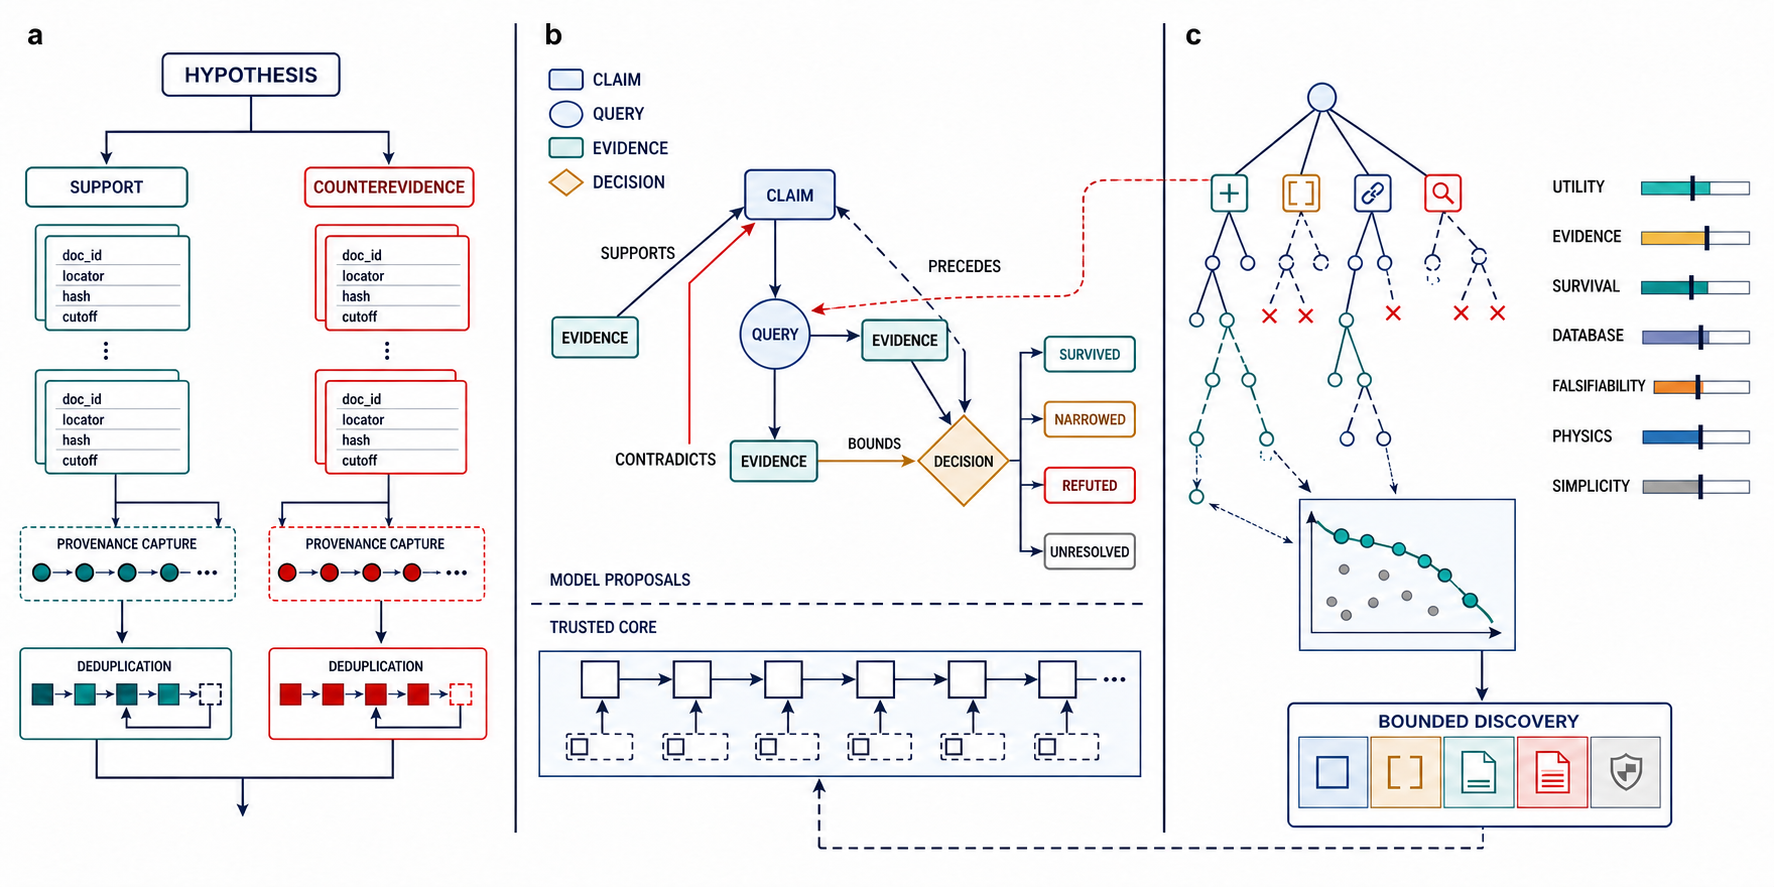 a
HYPOTHESIS
SUPPORT
COUNTEREVIDENCE
doc_id
locator
hash
cutoff
doc_id
locator
hash
cutoff
doc_id
locator
hash
cutoff
doc_id
locator
hash
cutoff
PROVENANCE CAPTURE
PROVENANCE CAPTURE
DEDUPLICATION
DEDUPLICATION
b
CLAIM
QUERY
EVIDENCE
DECISION
CLAIM
SUPPORTS
PRECEDES
EVIDENCE
QUERY
EVIDENCE
CONTRADICTS
EVIDENCE
BOUNDS
DECISION
SURVIVED
NARROWED
REFUTED
UNRESOLVED
MODEL PROPOSALS
TRUSTED CORE
c
UTILITY
EVIDENCE
SURVIVAL
DATABASE
FALSIFIABILITY
PHYSICS
SIMPLICITY
BOUNDED DISCOVERY